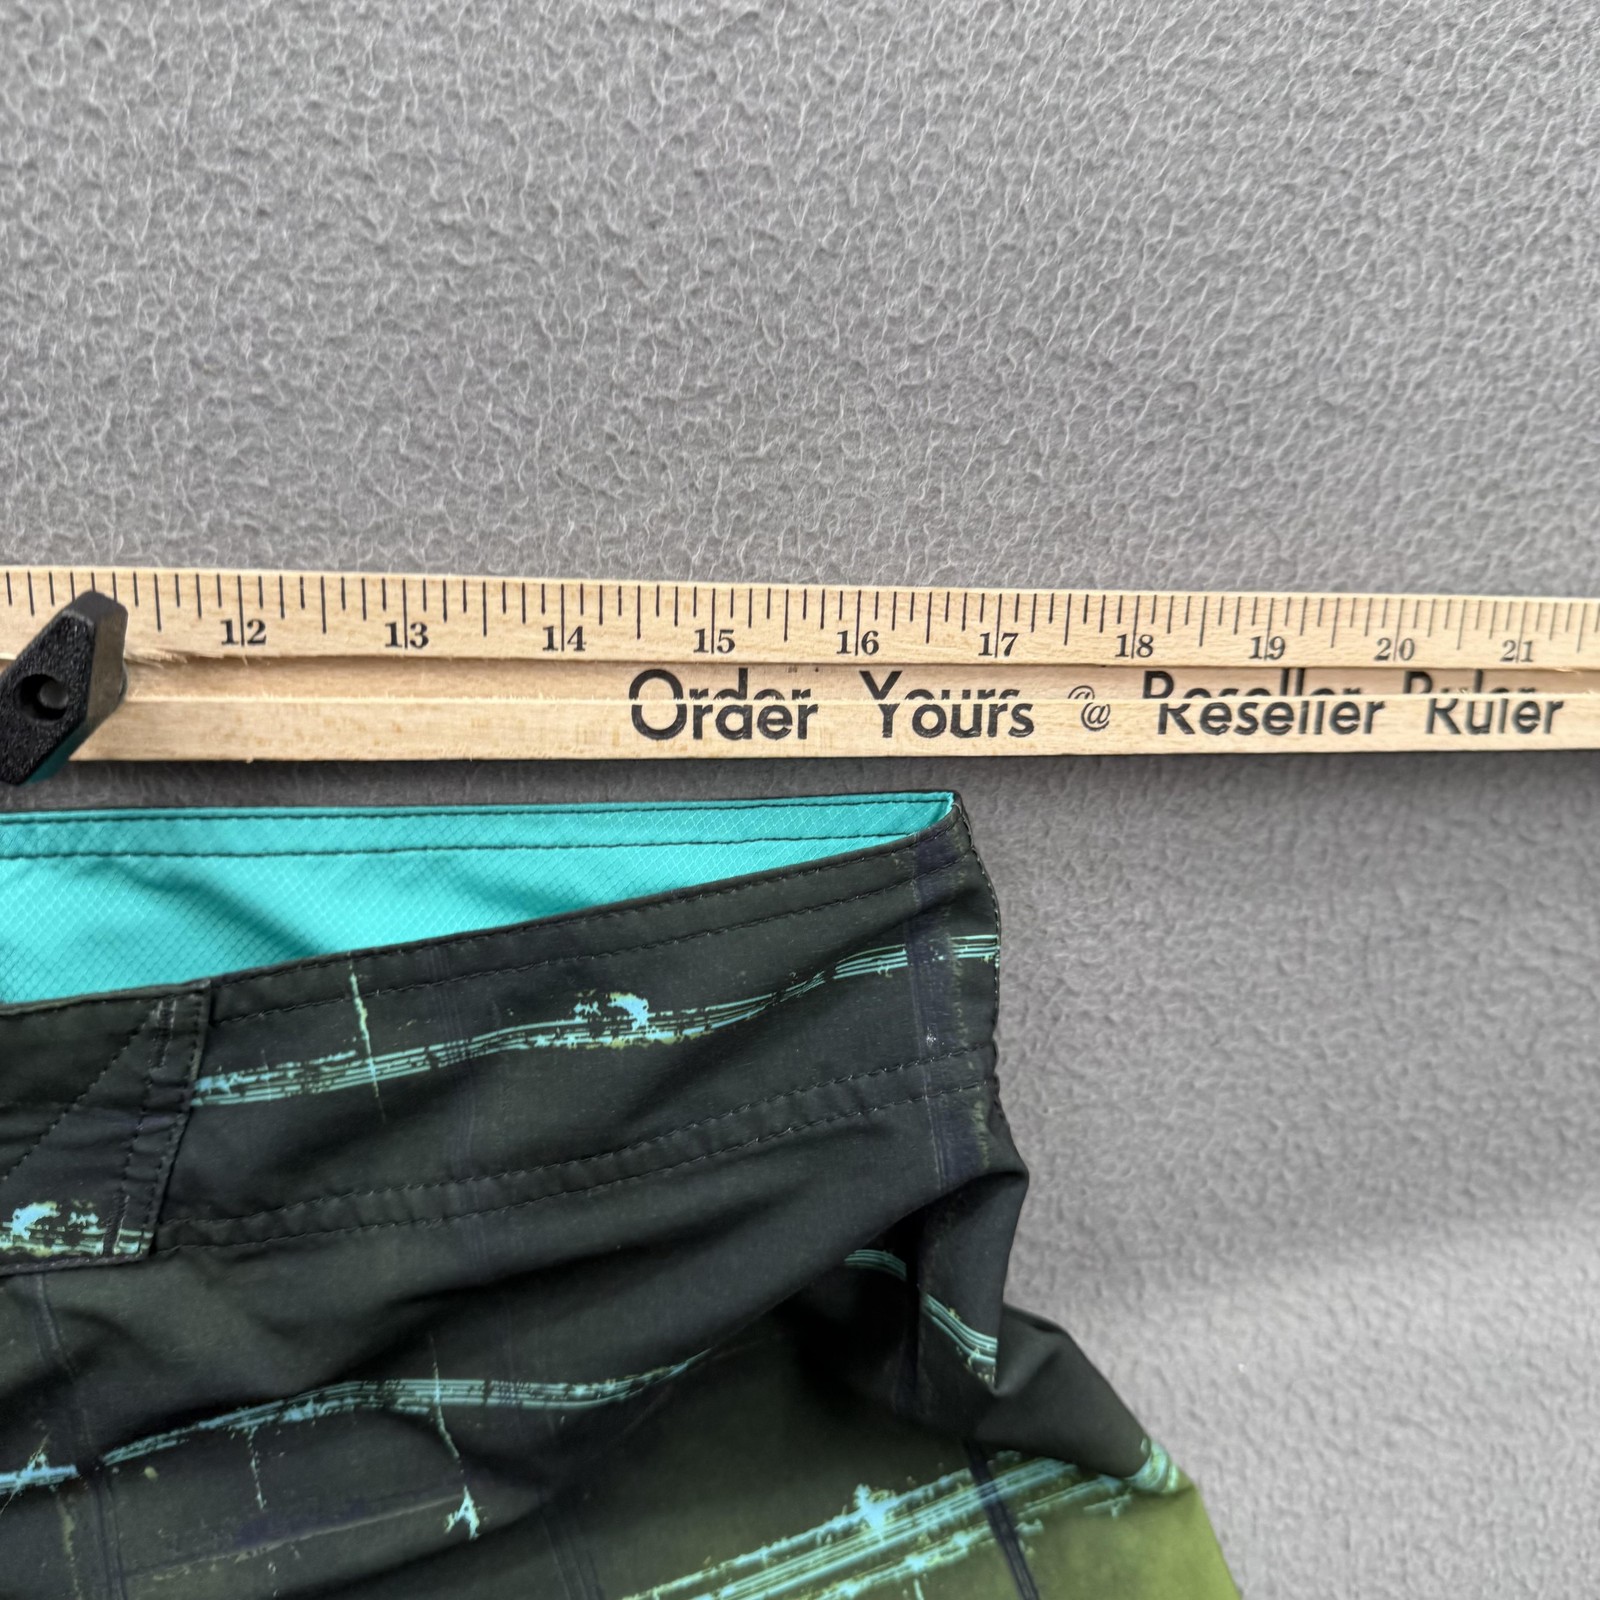 12 13 14 15 16 17 18 19 20 21
Order Yours @ Reseller Ruler